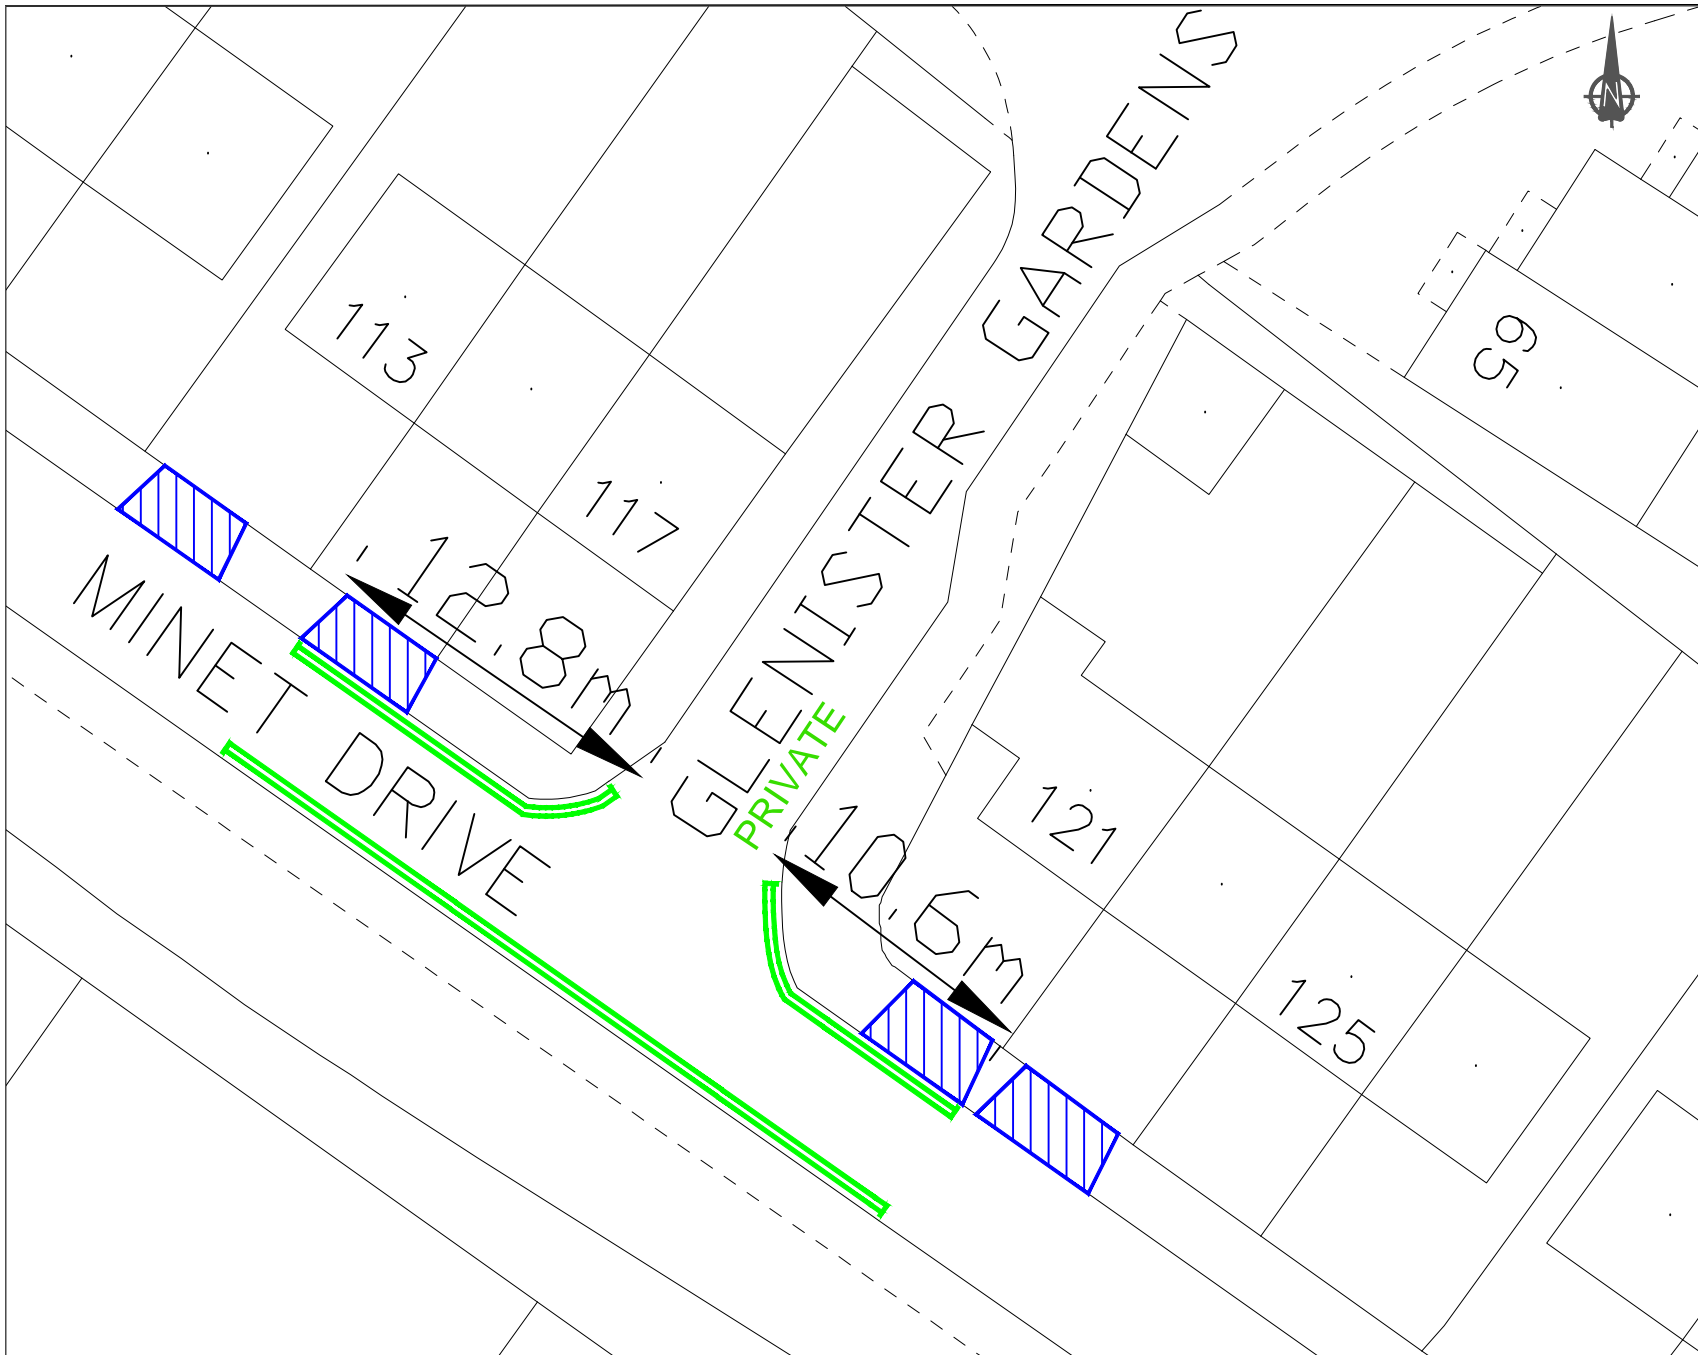 N
GLENISTER GARDENS
65
113
117
12.8m
MINET DRIVE
PRIVATE
10.6m
121
125